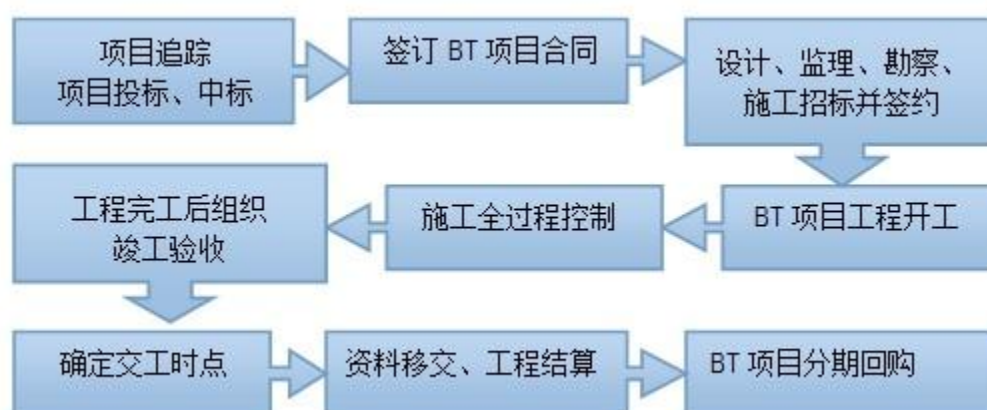 项目追踪
项目投标、中标
签订 BT 项目合同
设计、监理、勘察、
施工招标并签约
BT 项目工程开工
施工全过程控制
工程完工后组织
竣工验收
确定交工时点
资料移交、工程结算
BT 项目分期回购